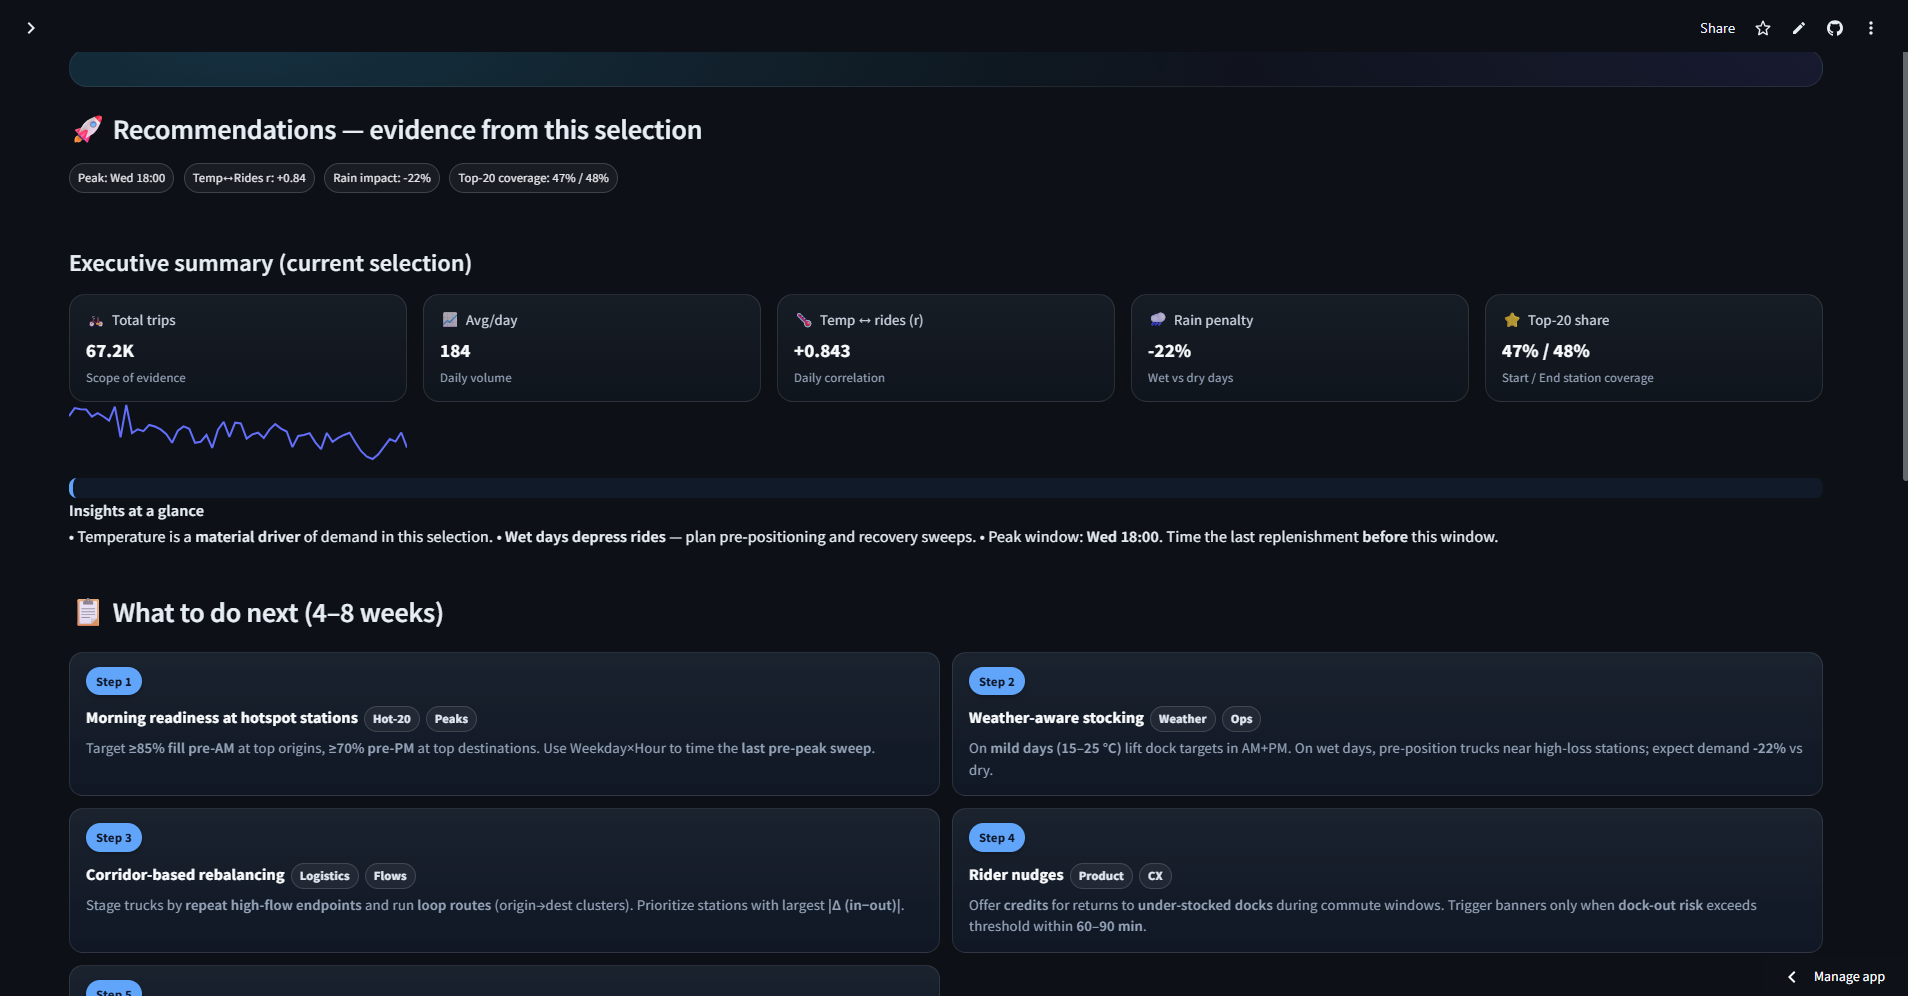 Share
Recommendations — evidence from this selection
Peak: Wed 18:00 Temp↔Rides r: +0.84 Rain impact: -22% Top-20 coverage: 47% / 48%
Executive summary (current selection)
Total trips
67.2K
Scope of evidence
Avg/day
184
Daily volume
Temp ↔ rides (r)
+0.843
Daily correlation
Rain penalty
-22%
Wet vs dry days
Top-20 share
47% / 48%
Start / End station coverage
Insights at a glance
• Temperature is a material driver of demand in this selection. • Wet days depress rides — plan pre-positioning and recovery sweeps. • Peak window: Wed 18:00. Time the last replenishment before this window.
What to do next (4–8 weeks)
Step 1
Morning readiness at hotspot stations Hot-20 Peaks
Target ≥85% fill pre-AM at top origins, ≥70% pre-PM at top destinations. Use Weekday×Hour to time the last pre-peak sweep.
Step 2
Weather-aware stocking Weather Ops
On mild days (15–25 °C) lift dock targets in AM+PM. On wet days, pre-position trucks near high-loss stations; expect demand -22% vs
dry.
Step 3
Corridor-based rebalancing Logistics Flows
Stage trucks by repeat high-flow endpoints and run loop routes (origin→dest clusters). Prioritize stations with largest |Δ (in−out)|.
Step 4
Rider nudges Product CX
Offer credits for returns to under-stocked docks during commute windows. Trigger banners only when dock-out risk exceeds
threshold within 60–90 min.
Step 5
Manage app